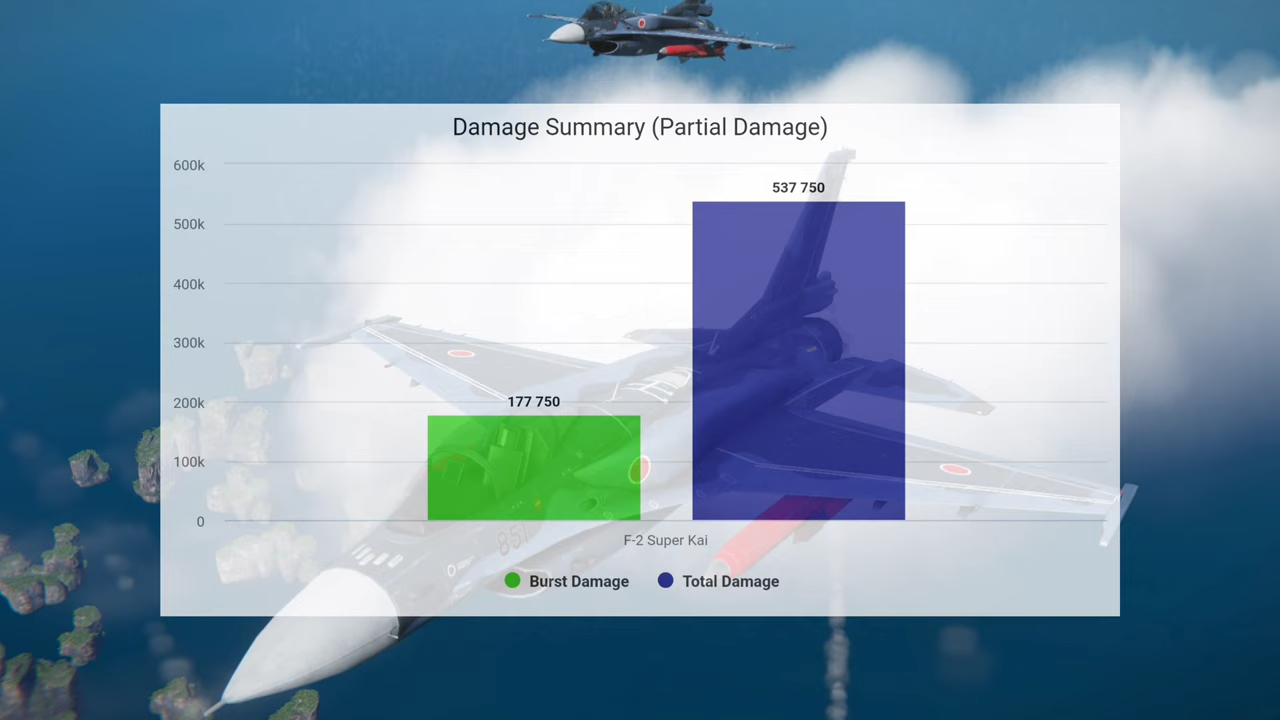 Damage Summary (Partial Damage)
600k
537 750
500k
400k
300k
200k
177 750
100k
0
F-2 Super Kai
Burst Damage
Total Damage